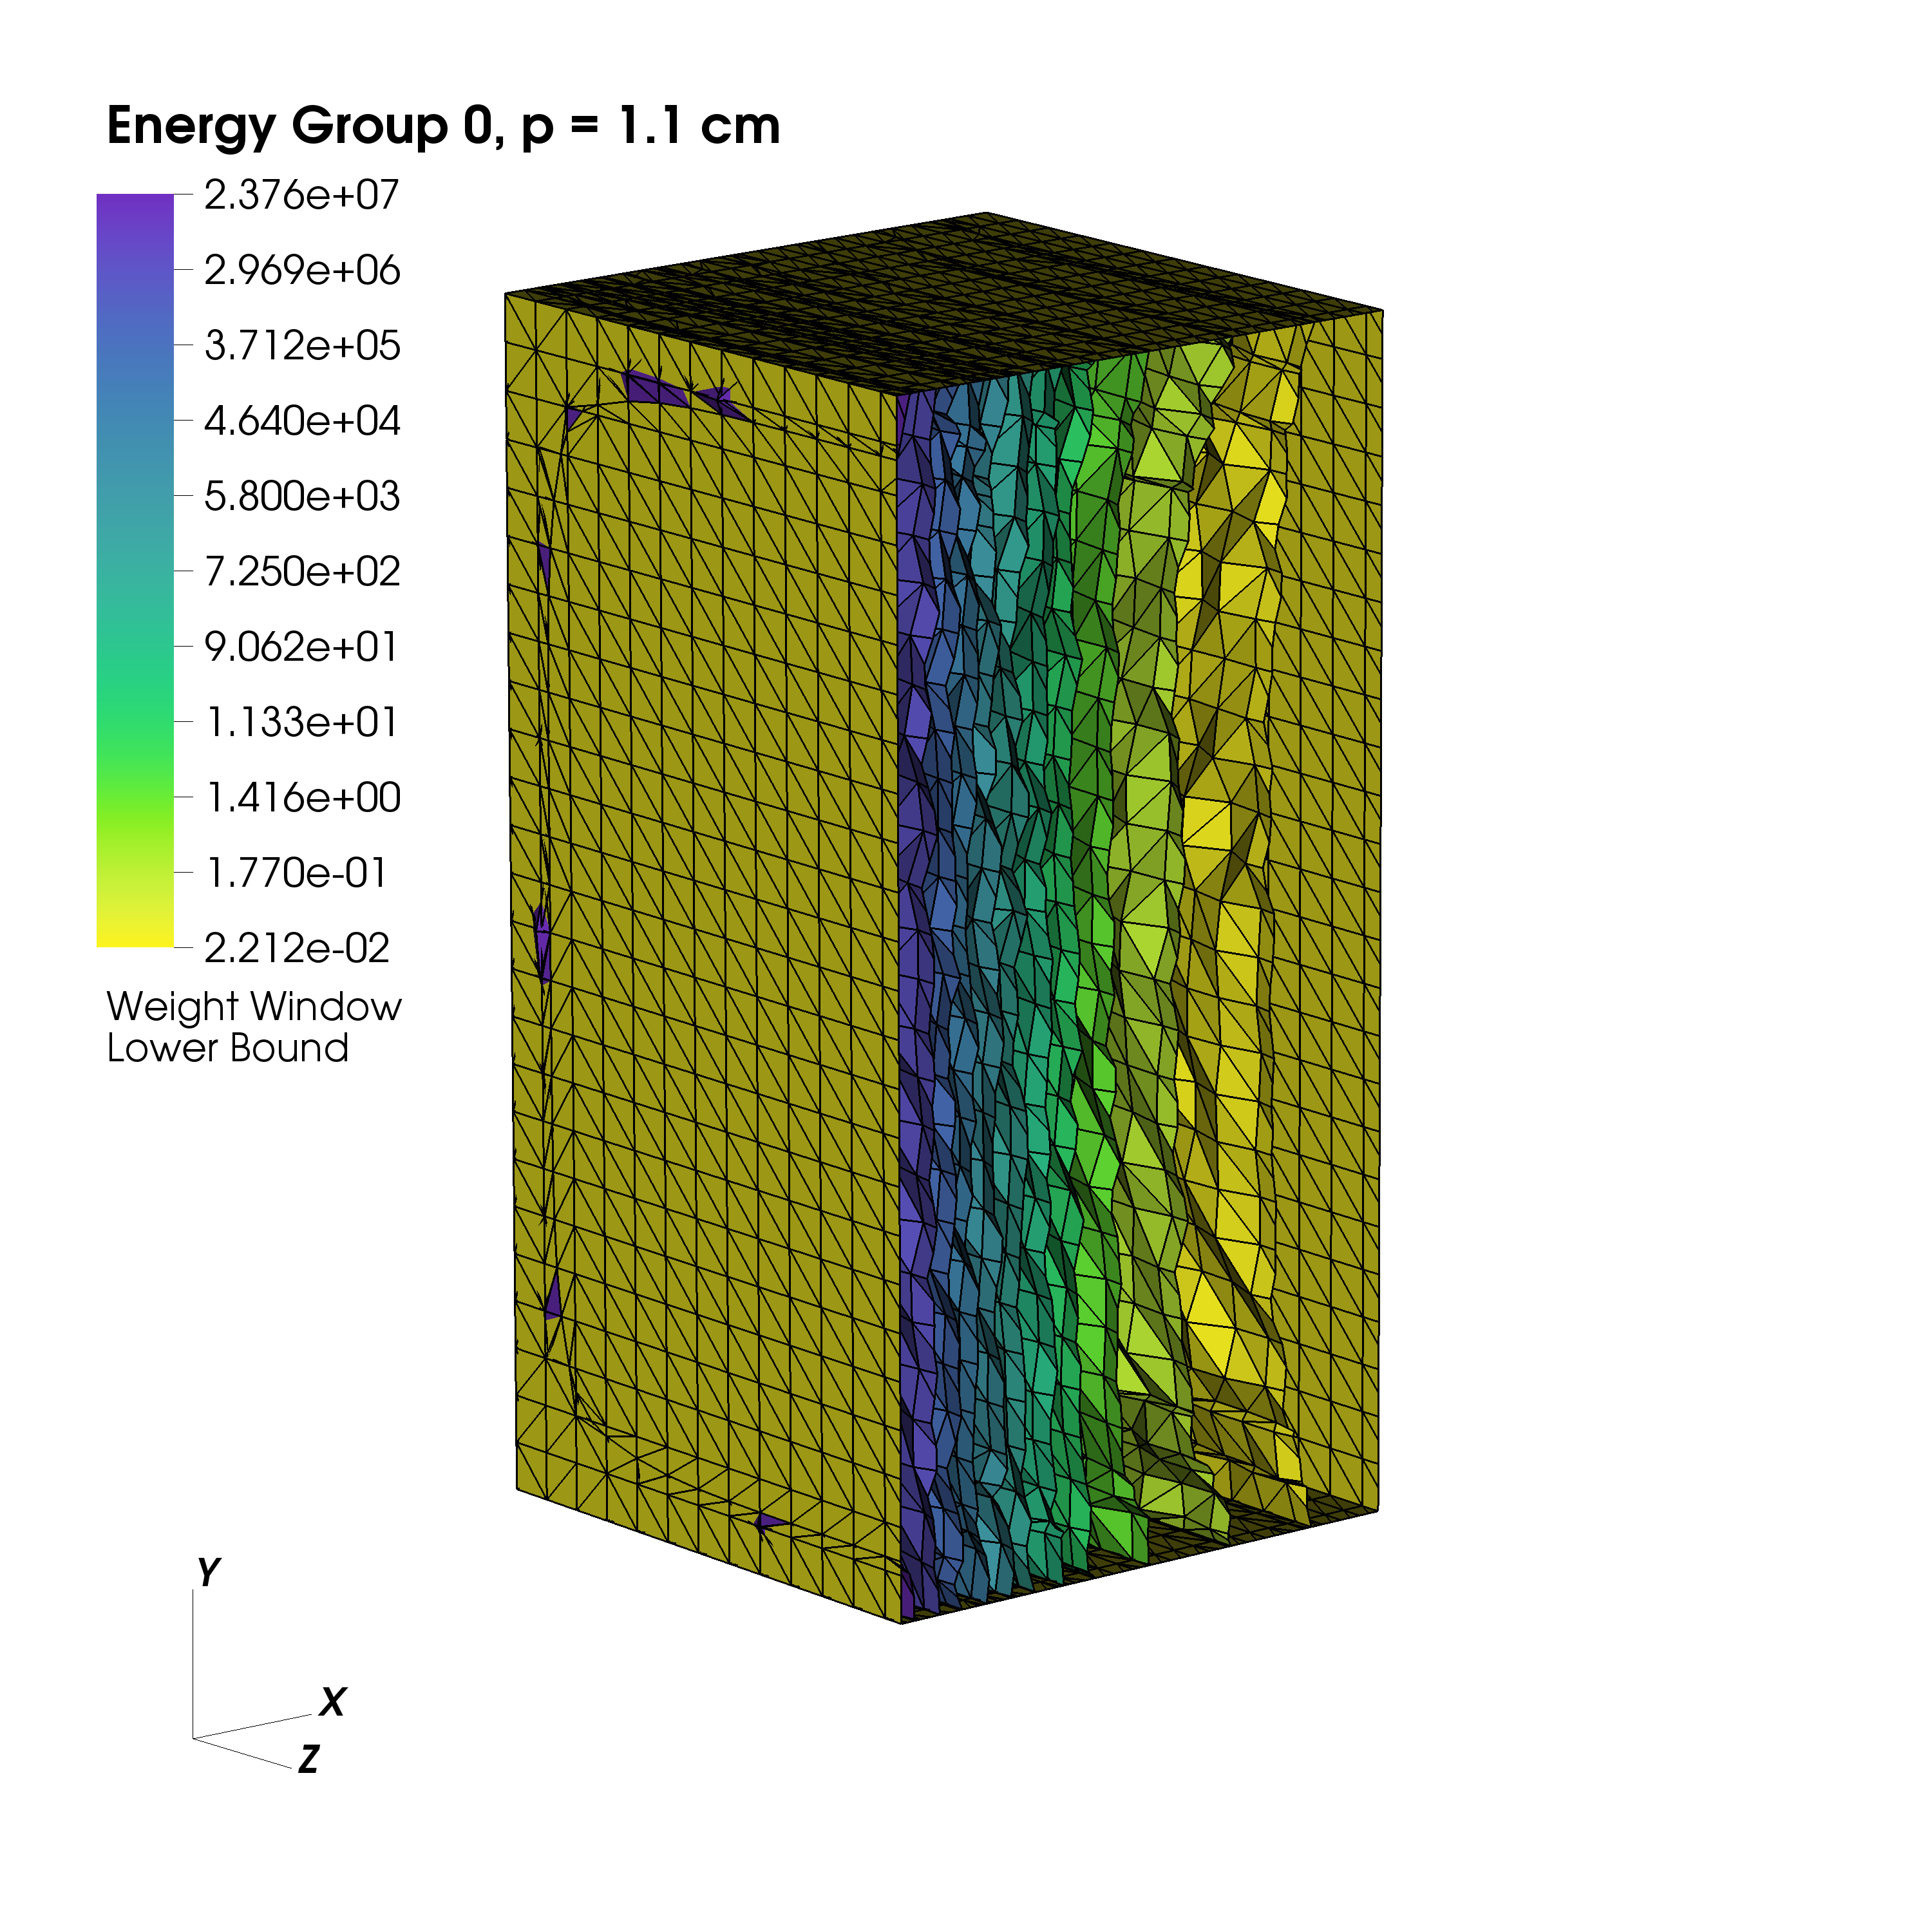 Energy Group 0, p = 1.1 cm
2.376e+07
2.969e+06
3.712e+05
4.640e+04
5.800e+03
7.250e+02
9.062e+01
1.133e+01
1.416e+00
1.770e-01
2.212e-02
Weight Window
Lower Bound
Y
X
Z